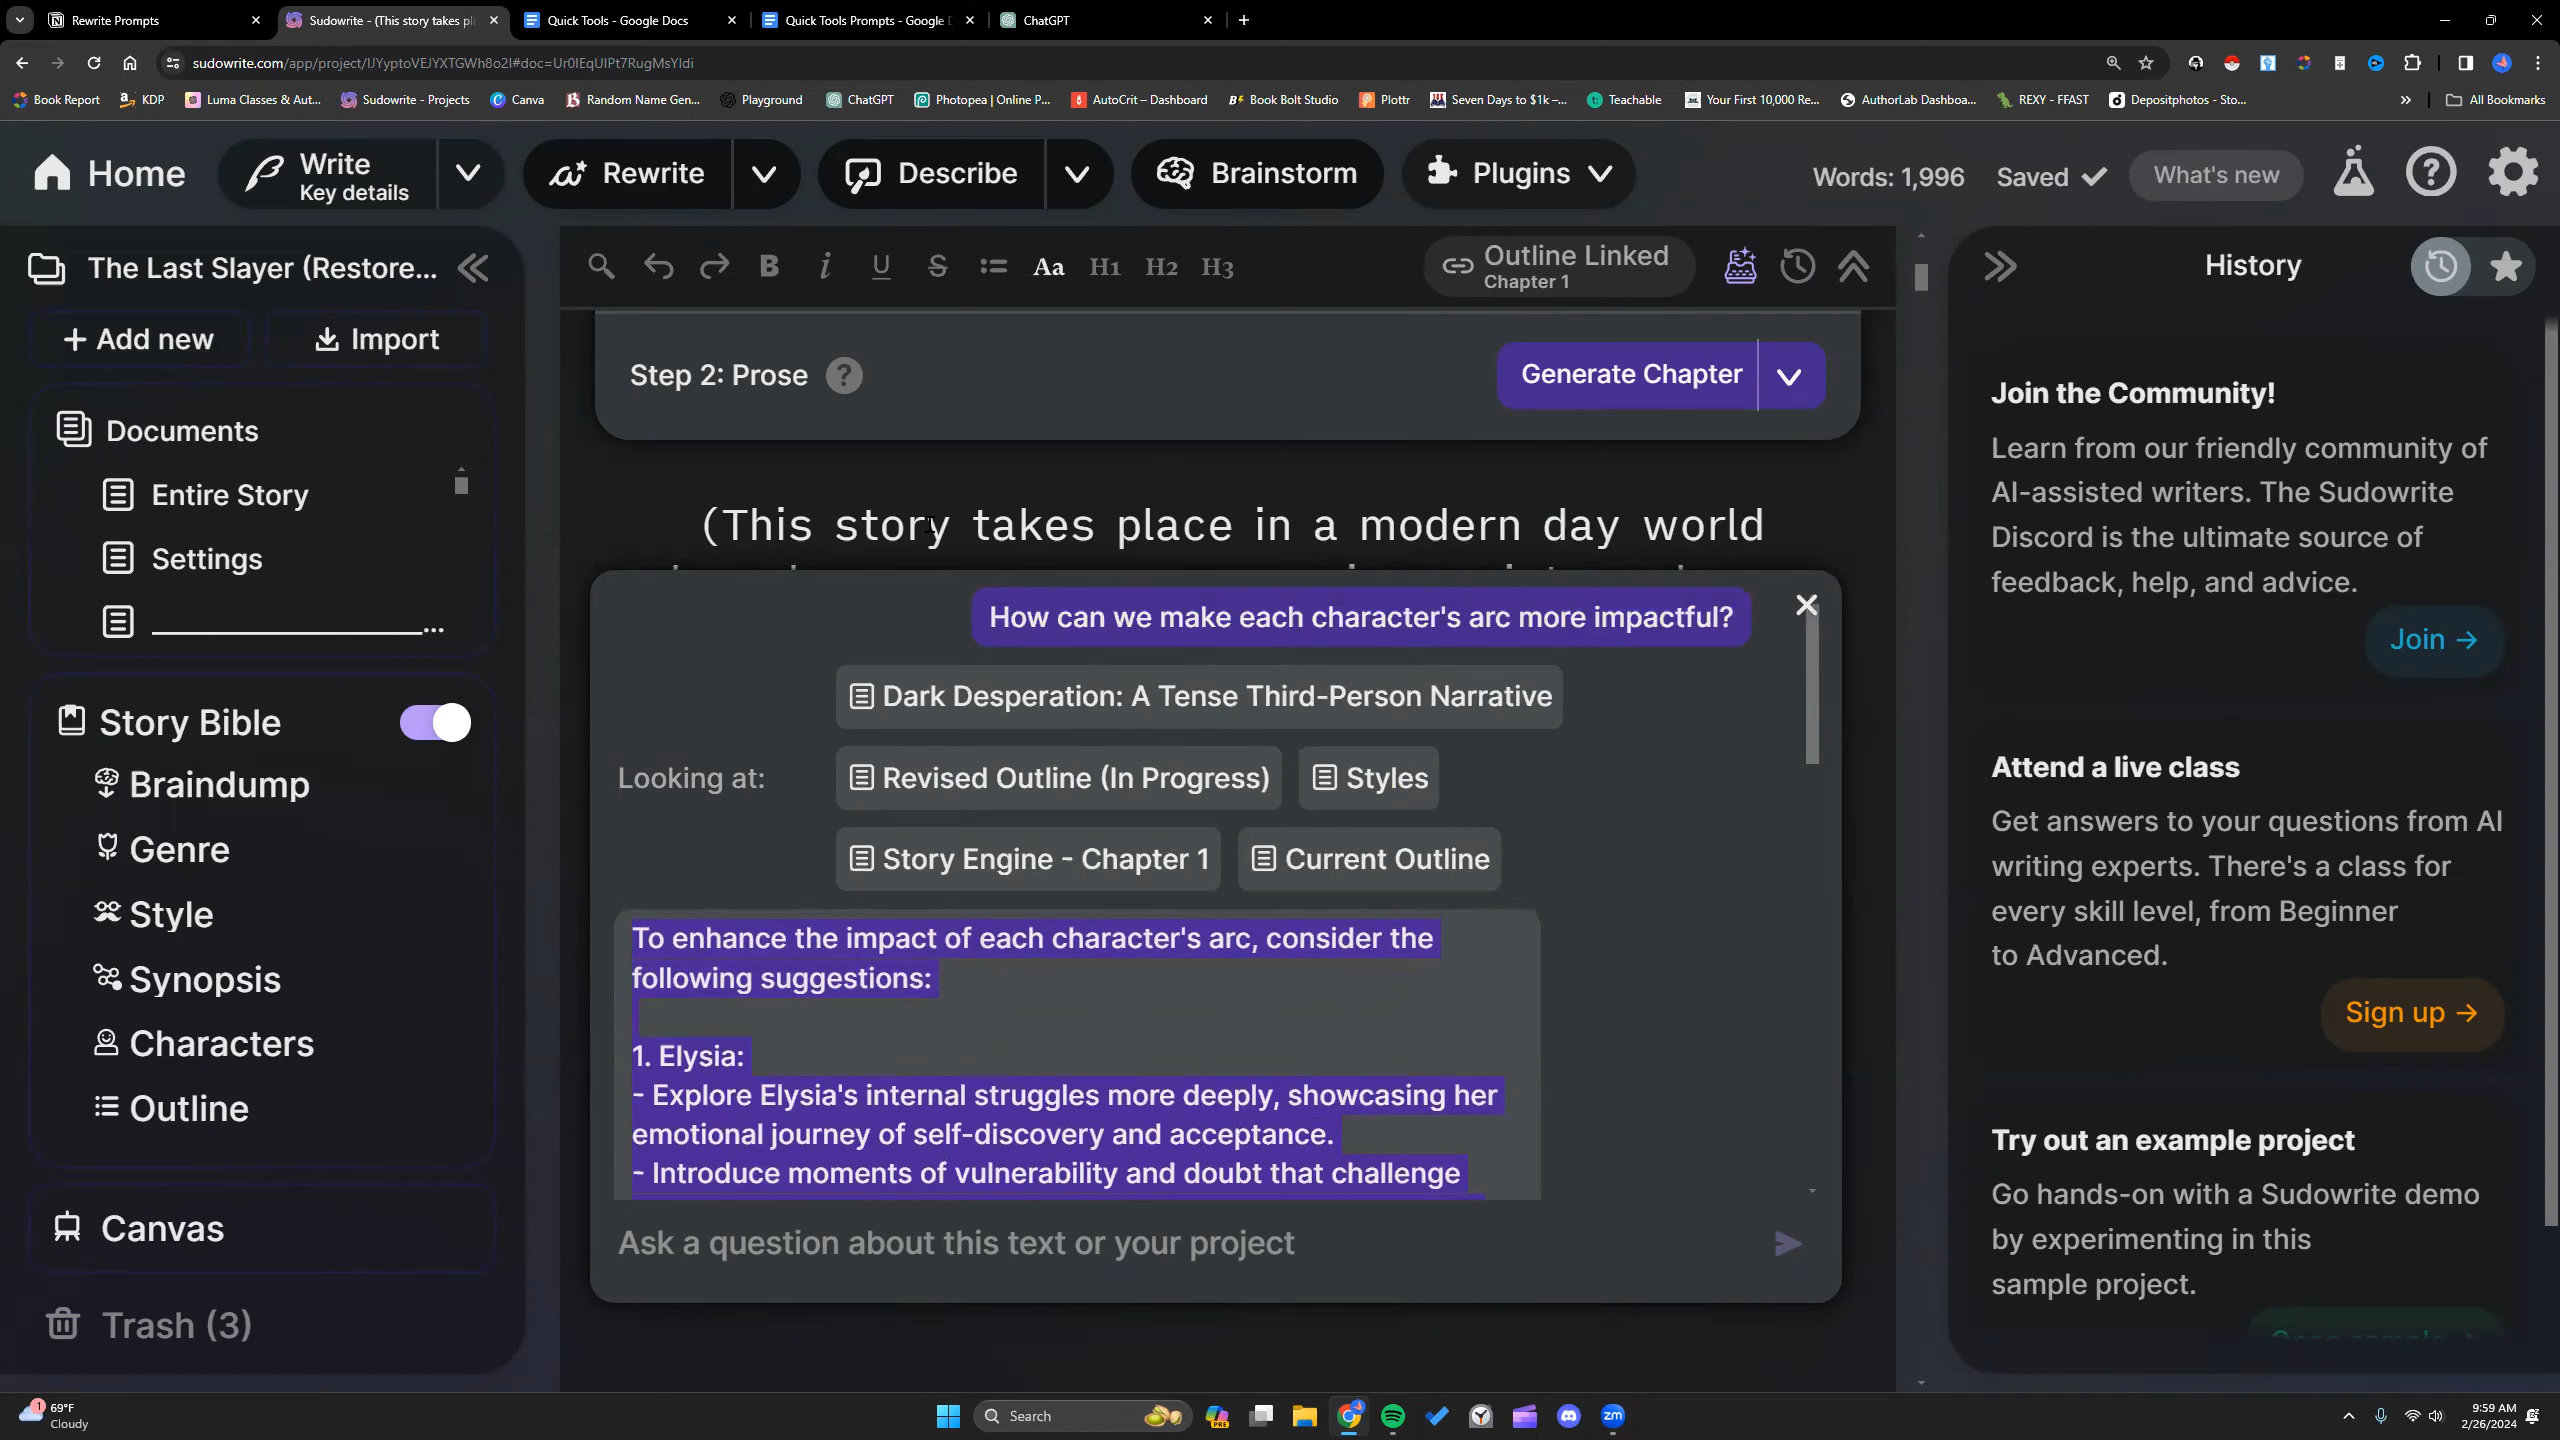 Rewrite Prompts
Sudowrite - (This story takes pl
Quick Tools - Google Docs
Quick Tools Prompts - Google D
ChatGPT
sudowrite.com/app/project/IJYyptoVEJYXTGWh8o2I#doc=Ur0IEqUIPt7RugMsYIdi
Book Report
KDP
Luma Classes & Aut...
Sudowrite - Projects
Canva
Random Name Gen...
Playground
ChatGPT
Photopea | Online P...
AutoCrit – Dashboard
Book Bolt Studio
Plottr
Seven Days to $1k –...
Teachable
Your First 10,000 Re...
AuthorLab Dashboa...
REXY - FFAST
Depositphotos - Sto...
All Bookmarks
Home
Write
Key details
Rewrite
Describe
Brainstorm
Plugins
Words: 1,996
Saved
What's new
The Last Slayer (Restore...
+ Add new
Import
Documents
Entire Story
Settings
____________________...
Story Bible
Braindump
Genre
Style
Synopsis
Characters
Outline
Canvas
Trash (3)
B i U S Aa H1 H2 H3
Outline Linked
Chapter 1
Step 2: Prose ?
Generate Chapter
(This story takes place in a modern day world
How can we make each character's arc more impactful?
Looking at:
Dark Desperation: A Tense Third-Person Narrative
Revised Outline (In Progress)
Styles
Story Engine - Chapter 1
Current Outline
To enhance the impact of each character's arc, consider the
following suggestions:
1. Elysia:
- Explore Elysia's internal struggles more deeply, showcasing her
emotional journey of self-discovery and acceptance.
- Introduce moments of vulnerability and doubt that challenge
Ask a question about this text or your project
History
Join the Community!
Learn from our friendly community of
AI-assisted writers. The Sudowrite
Discord is the ultimate source of
feedback, help, and advice.
Join →
Attend a live class
Get answers to your questions from AI
writing experts. There's a class for
every skill level, from Beginner
to Advanced.
Sign up →
Try out an example project
Go hands-on with a Sudowrite demo
by experimenting in this
sample project.
1
69°F
Cloudy
Search
PRE
zm
9:59 AM
2/26/2024